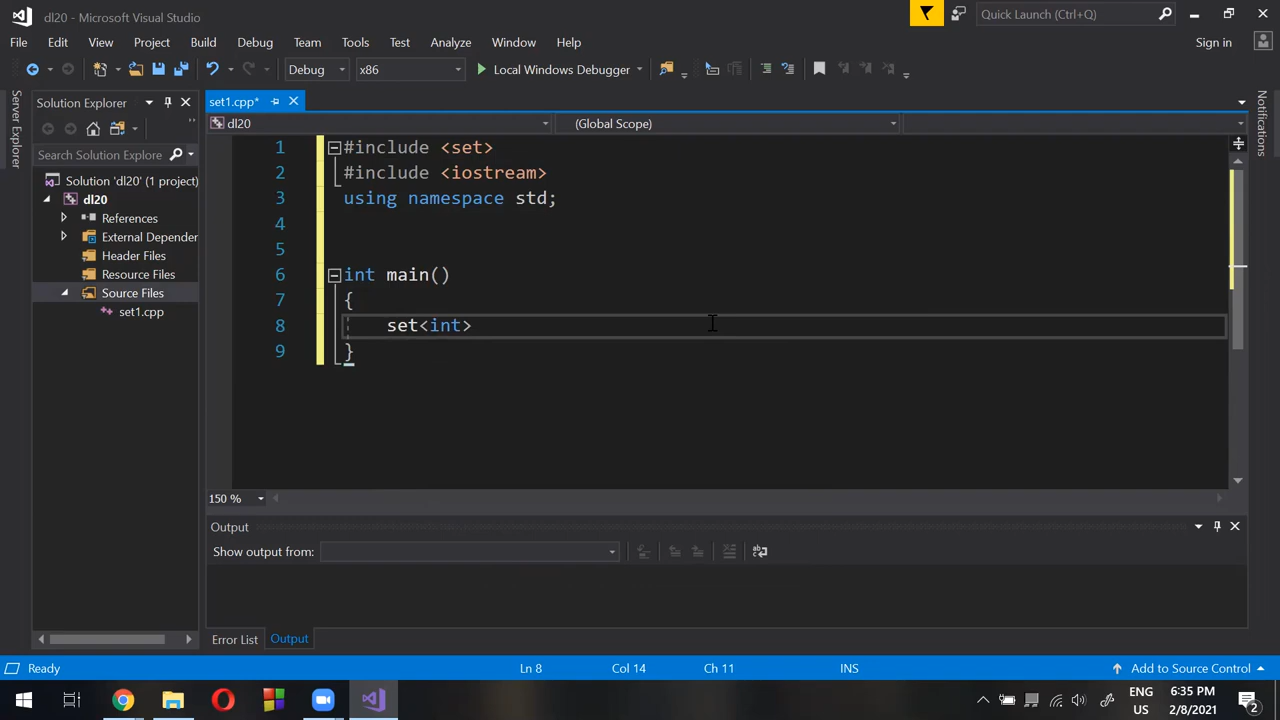 dl20 - Microsoft Visual Studio
Quick Launch (Ctrl+Q)
File Edit View Project Build Debug Team Tools Test Analyze Window Help
Sign in
Debug x86 Local Windows Debugger
Server Explorer
Solution Explorer
Search Solution Explorer
Solution 'dl20' (1 project)
dl20
References
External Dependen
Header Files
Resource Files
Source Files
set1.cpp
set1.cpp*
dl20 (Global Scope)
1 #include <set>
2 #include <iostream>
3 using namespace std;
4
5
6 int main()
7 {
8 set<int>
9 }
150 %
Output
Show output from:
Error List Output
Notifications
Ready Ln 8 Col 14 Ch 11 INS Add to Source Control
ENG 6:35 PM
US 2/8/2021
2